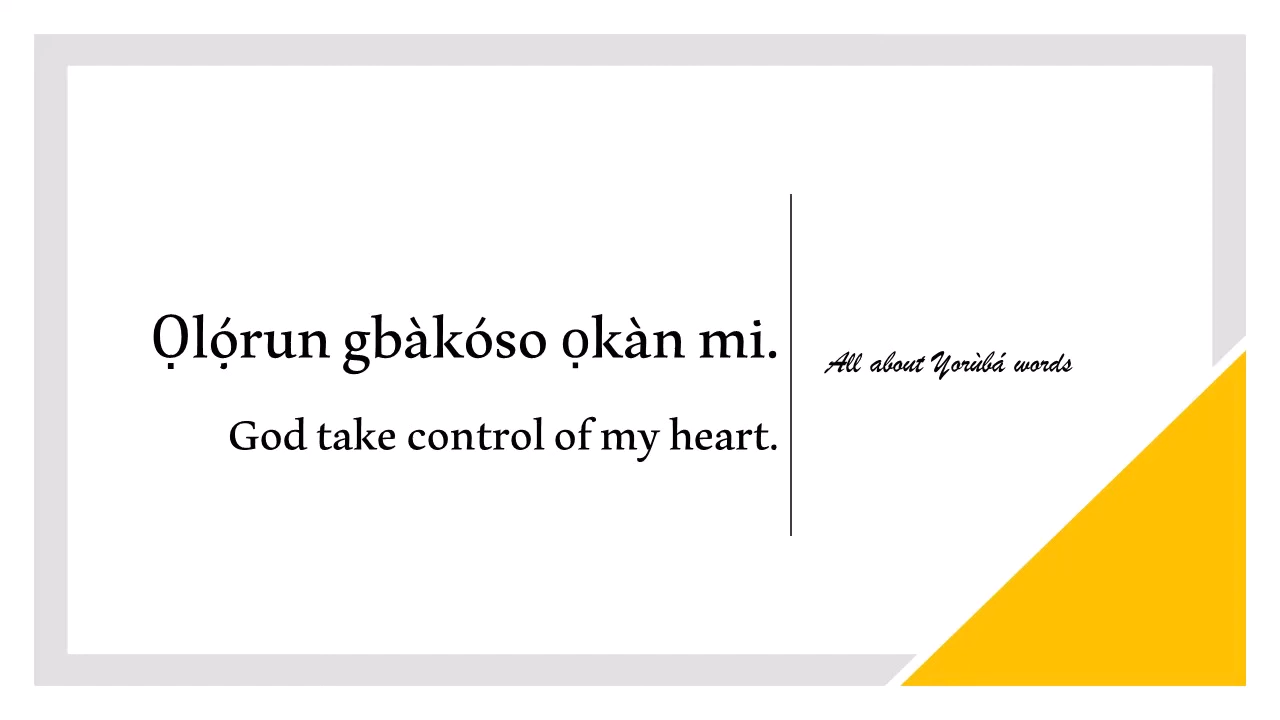 Ọlọ́run gbàkóso ọkàn mi.
God take control of my heart.
All about Yorùbá words